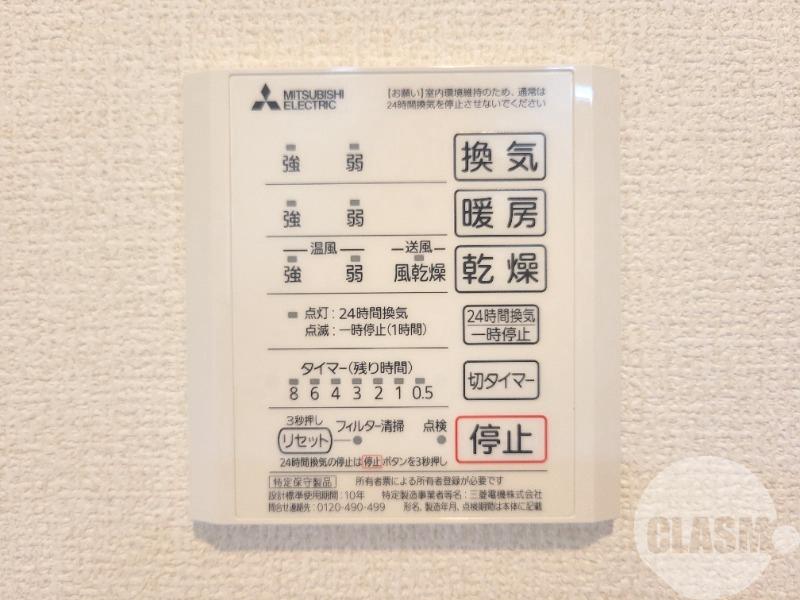 MITSUBISHI
ELECTRIC
【お願い】室内環境維持のため、通常は
24時間換気を停止させないでください
強 弱 換気
強 弱 暖房
温風 送風
強 弱 風乾燥 乾燥
点灯：24時間換気
点滅：一時停止(1時間)
24時間換気
一時停止
タイマー(残り時間)
8 6 4 3 2 1 0.5
切タイマー
3秒押し
リセット フィルター清掃 点検
停止
24時間換気の停止は停止ボタンを3秒押し
特定保守製品 所有者票による所有者登録が必要です
設計標準使用期間：10年 特定製造事業者等名：三菱電機株式会社
問合せ連絡先：0120-490-499 形名、製造年月、点検期間は本体に記載
CLASM